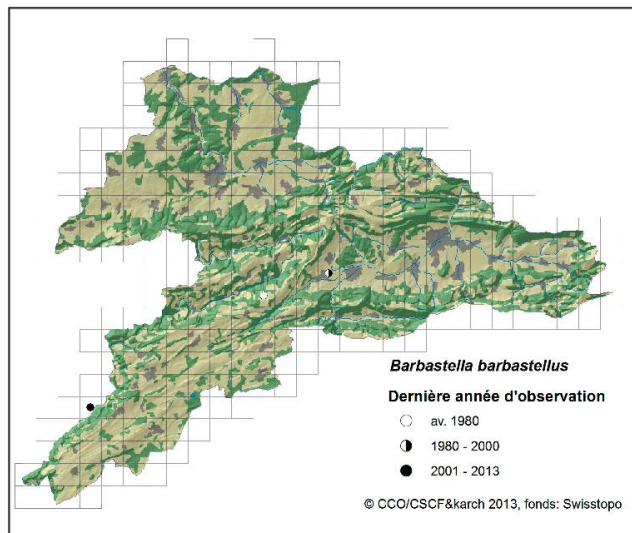 Barbastella barbastellus
Dernière année d'observation
av. 1980
1980 - 2000
2001 - 2013
© CCO/CSCF&karch 2013, fonds: Swisstopo